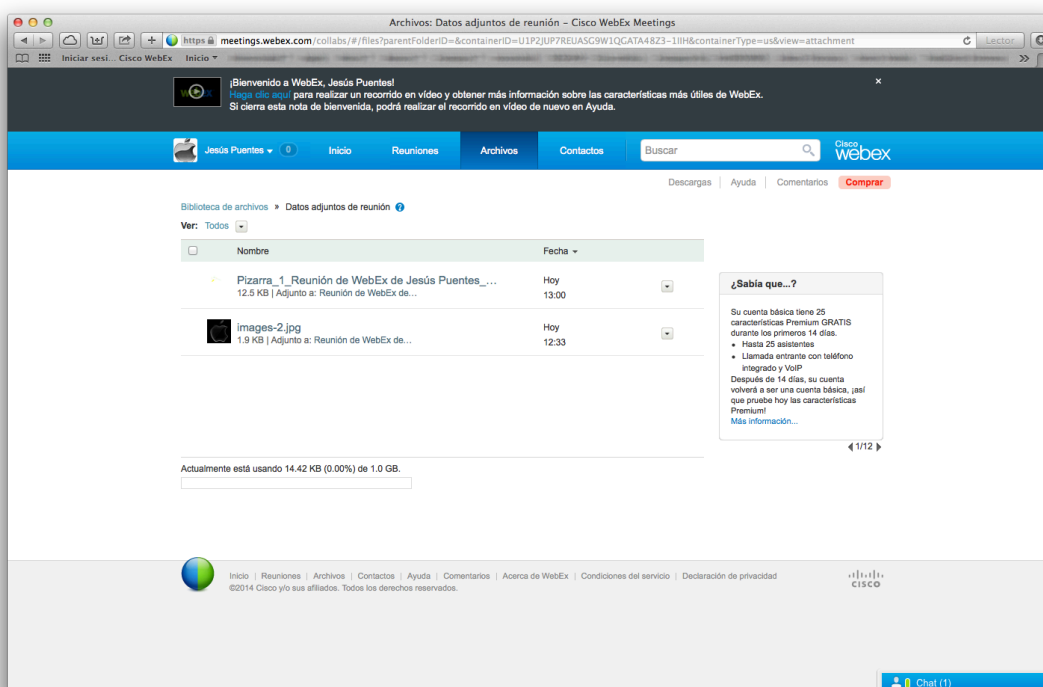 Archivos: Datos adjuntos de reunión – Cisco WebEx Meetings
https meetings.webex.com/collabs/#/files?parentFolderID=&containerID=U1P2JUP7REUASG9W1QGATA48Z3-1IIH&containerType=us&view=attachment
Lector
Iniciar sesi... Cisco WebEx Inicio
¡Bienvenido a WebEx, Jesús Puentes!
Haga clic aquí para realizar un recorrido en vídeo y obtener más información sobre las características más útiles de WebEx.
Si cierra esta nota de bienvenida, podrá realizar el recorrido en vídeo de nuevo en Ayuda.
Jesús Puentes 0 Inicio Reuniones Archivos Contactos Buscar Cisco webex
Descargas | Ayuda | Comentarios Comprar
Biblioteca de archivos » Datos adjuntos de reunión ?
Ver: Todos
Nombre Fecha
Pizarra_1_Reunión de WebEx de Jesús Puentes_... Hoy
12.5 KB | Adjunto a: Reunión de WebEx de... 13:00
images-2.jpg Hoy
1.9 KB | Adjunto a: Reunión de WebEx de... 12:33
¿Sabía que...?
Su cuenta básica tiene 25
características Premium GRATIS
durante los primeros 14 días.
• Hasta 25 asistentes
• Llamada entrante con teléfono
integrado y VoIP
Después de 14 días, su cuenta
volverá a ser una cuenta básica, ¡así
que pruebe hoy las características
Premium!
Más información...
1/12
Actualmente está usando 14.42 KB (0.00%) de 1.0 GB.
Inicio | Reuniones | Archivos | Contactos | Ayuda | Comentarios | Acerca de WebEx | Condiciones del servicio | Declaración de privacidad
©2014 Cisco y/o sus afiliados. Todos los derechos reservados.
CISCO
Chat (1)